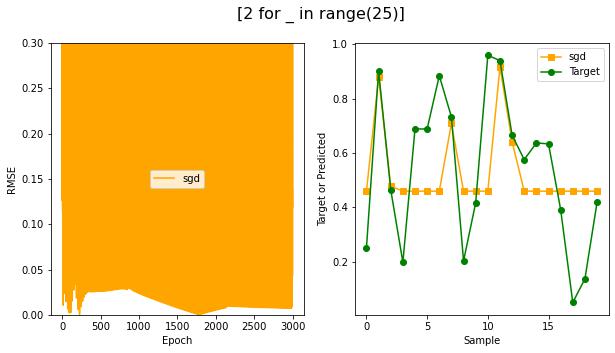 [2 for _ in range(25)]
0.30
0.25
0.20
0.15
0.10
0.05
0.00
RMSE
sgd
0
500
1000
1500
2000
2500
3000
Epoch
1.0
0.8
0.6
0.4
0.2
Target or Predicted
sgd
Target
0
5
10
15
Sample